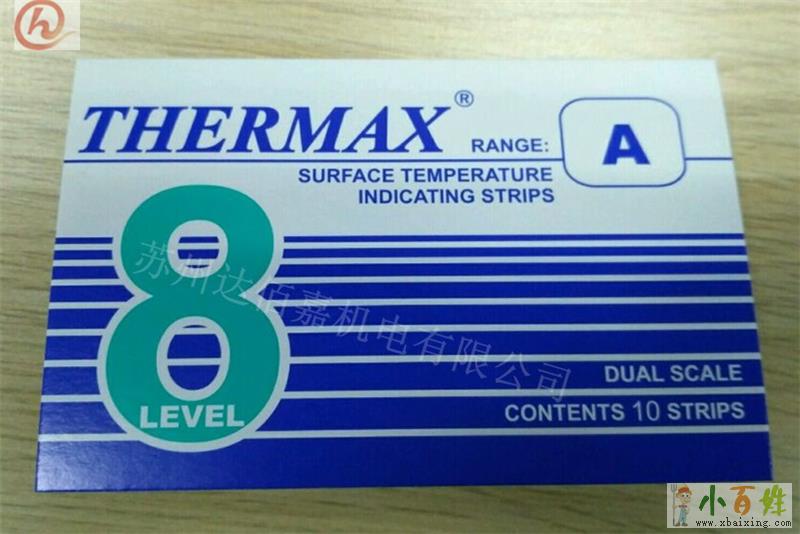 THERMAX®
RANGE:
A
SURFACE TEMPERATURE
INDICATING STRIPS
8
LEVEL
苏州达佰嘉机电有限公司
DUAL SCALE
CONTENTS 10 STRIPS
小百姓
www.xbaixing.com